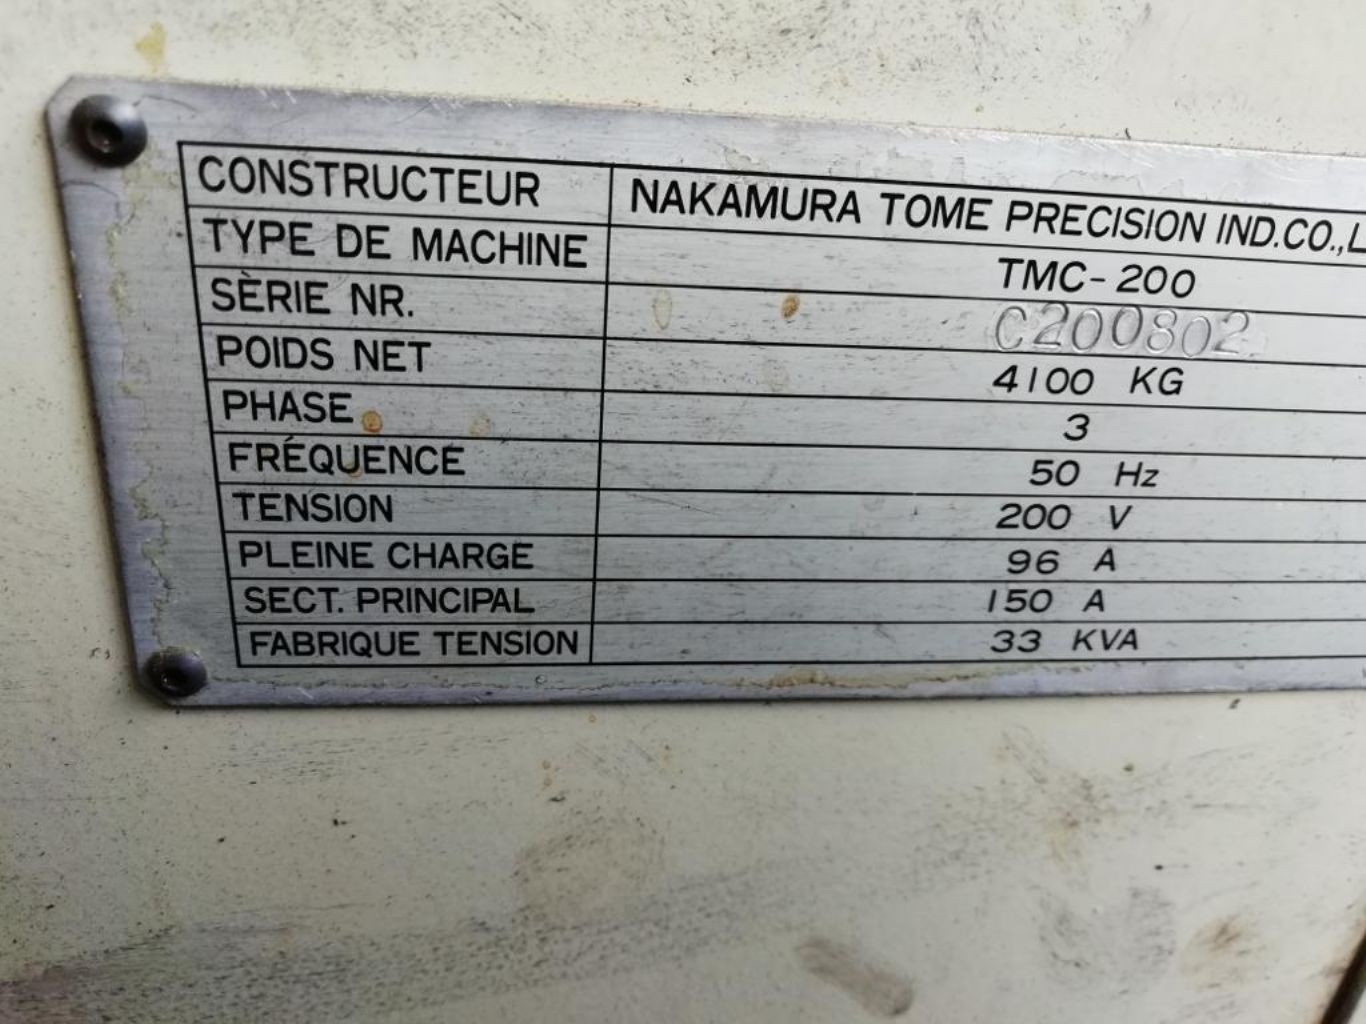 CONSTRUCTEUR NAKAMURA TOME PRECISION IND.CO.,L
TYPE DE MACHINE TMC-200
SÈRIE NR. C200802
POIDS NET 4100 KG
PHASE 3
FRÉQUENCE 50 Hz
TENSION 200 V
PLEINE CHARGE 96 A
SECT. PRINCIPAL 150 A
FABRIQUE TENSION 33 KVA